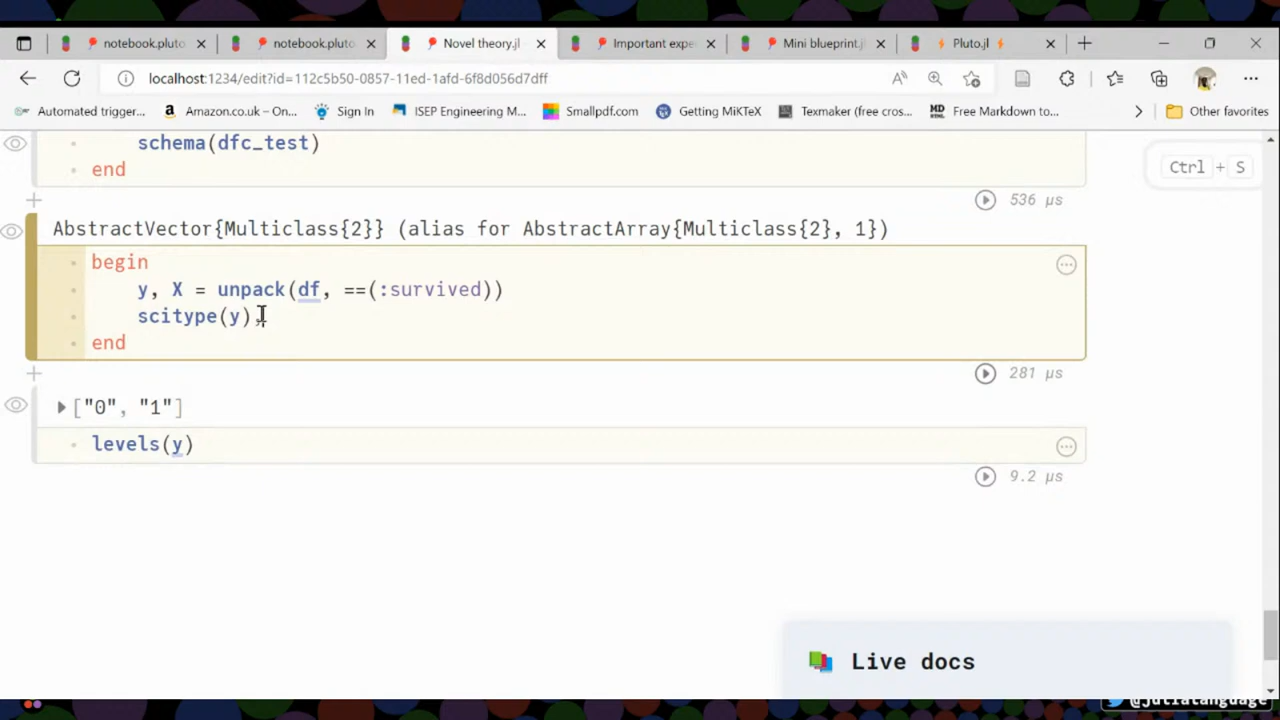 notebook.pluto
notebook.pluto
Novel theory.jl
Important expe
Mini blueprint.jl
⚡ Pluto.jl ⚡
localhost:1234/edit?id=112c5b50-0857-11ed-1afd-6f8d056d7dff
Automated trigger...
Amazon.co.uk – On...
Sign In
ISEP Engineering M...
Smallpdf.com
Getting MiKTeX
Texmaker (free cros...
Free Markdown to...
Other favorites
schema(dfc_test)
end
Ctrl + S
536 μs
AbstractVector{Multiclass{2}} (alias for AbstractArray{Multiclass{2}, 1})
begin
y, X = unpack(df, ==(:survived))
scitype(y)
end
281 μs
["0", "1"]
levels(y)
9.2 μs
Live docs
@julialanguage